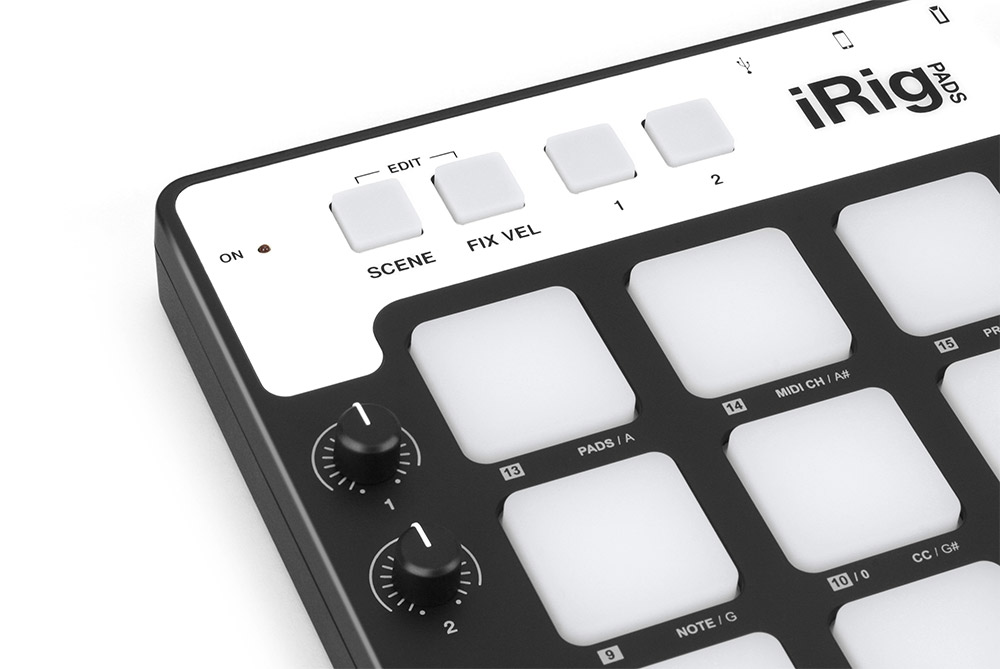 iRig PADS
EDIT
ON
SCENE
FIX VEL
1
2
13
PADS / A
14
MIDI CH / A#
15
PR
1
2
9
NOTE / G
10 / 0
CC / G#